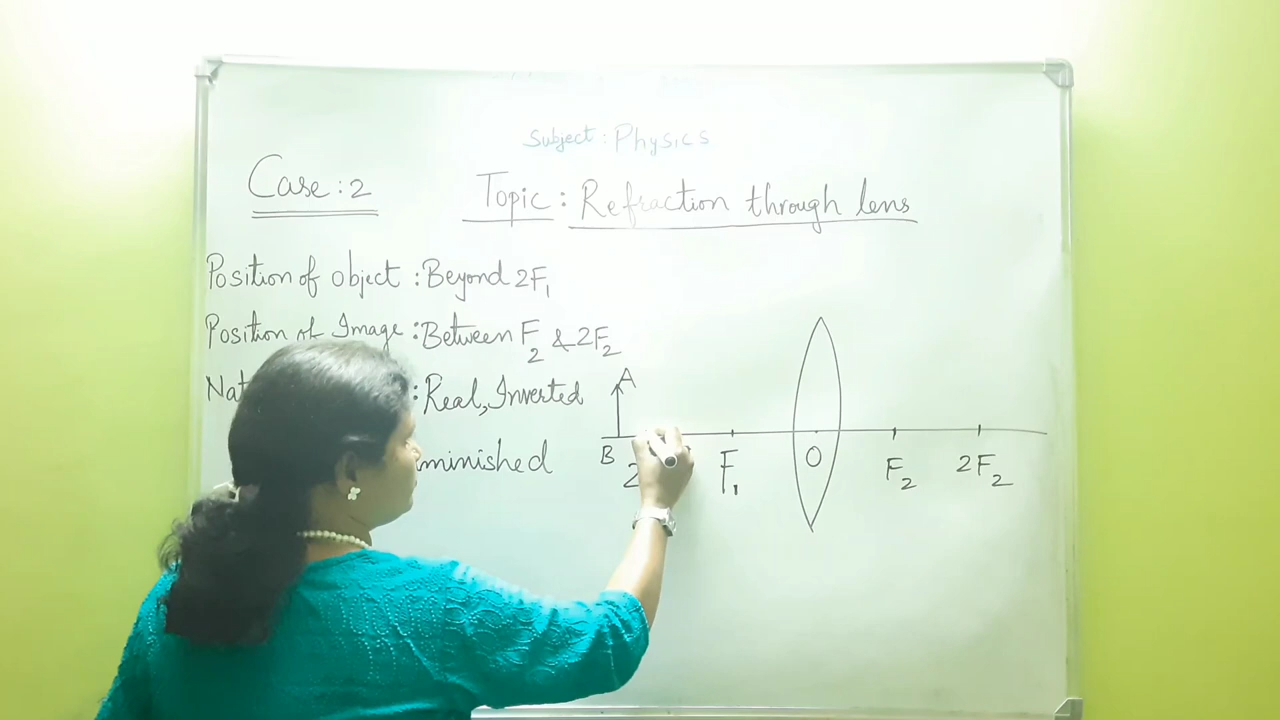 Subject: Physics
Case: 2
Topic: Refraction through lens
Position of object : Beyond 2F₁
Position of Image : Between F₂ & 2F₂
: Real, Inverted
A
B
F₁
O
F₂
2F₂